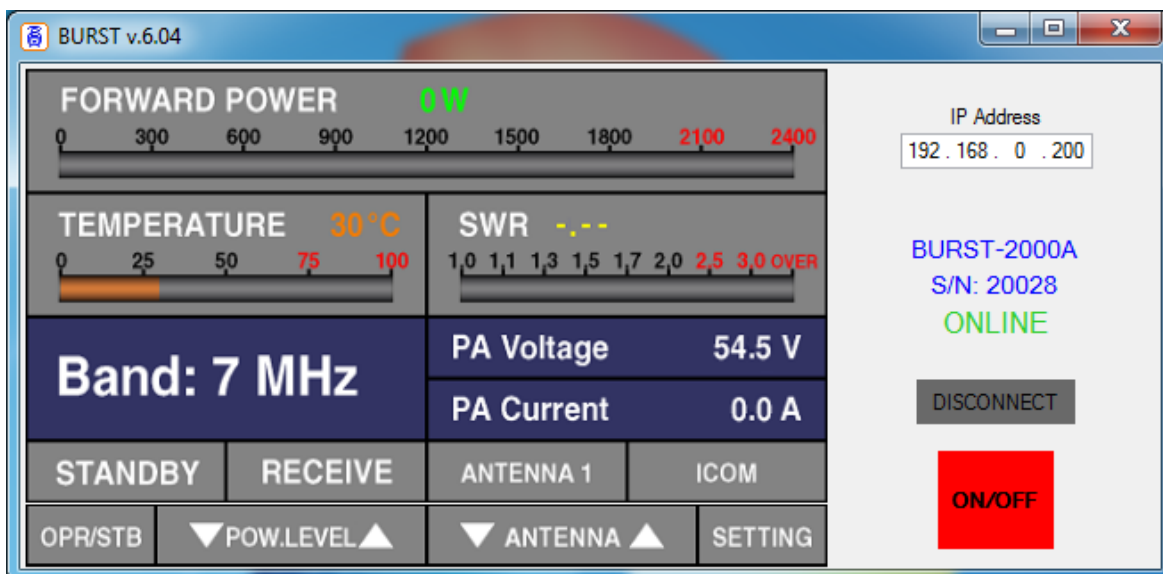 BURST v.6.04
FORWARD POWER 0 W
0 300 600 900 1200 1500 1800 2100 2400
TEMPERATURE 30°C
0 25 50 75 100
SWR -.--
1,0 1,1 1,3 1,5 1,7 2,0 2,5 3,0 OVER
Band: 7 MHz
PA Voltage 54.5 V
PA Current 0.0 A
STANDBY RECEIVE ANTENNA 1 ICOM
OPR/STB ▼POW.LEVEL▲ ▼ ANTENNA ▲ SETTING
IP Address
192 . 168 . 0 . 200
BURST-2000A
S/N: 20028
ONLINE
DISCONNECT
ON/OFF